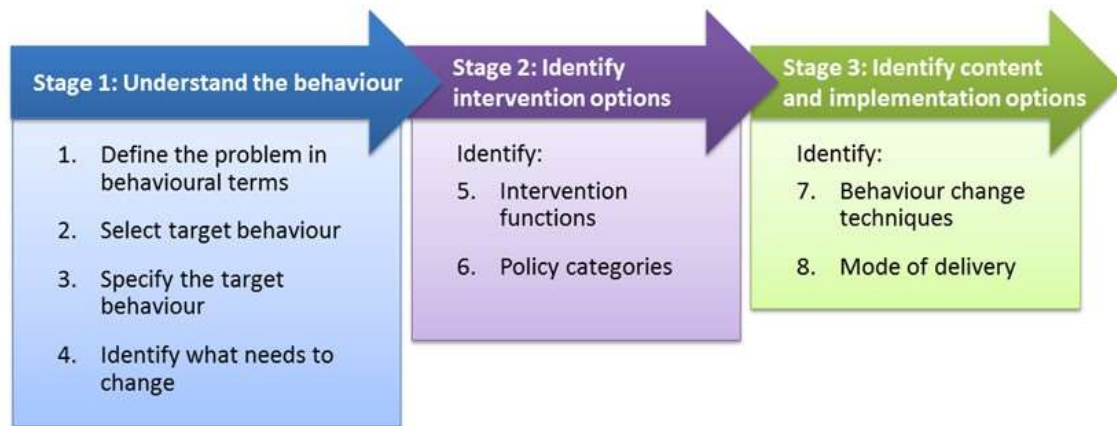 Stage 1: Understand the behaviour
1. Define the problem in
behavioural terms
2. Select target behaviour
3. Specify the target
behaviour
4. Identify what needs to
change
Stage 2: Identify
intervention options
Identify:
5. Intervention
functions
6. Policy categories
Stage 3: Identify content
and implementation options
Identify:
7. Behaviour change
techniques
8. Mode of delivery